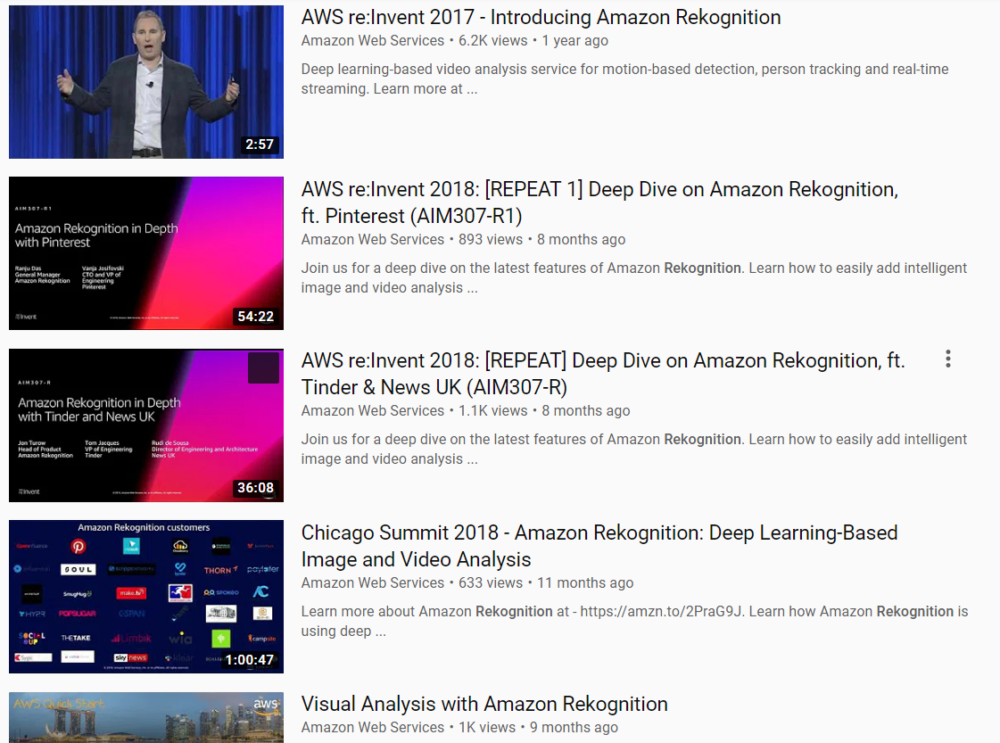 AWS re:Invent 2017 - Introducing Amazon Rekognition
Amazon Web Services • 6.2K views • 1 year ago
Deep learning-based video analysis service for motion-based detection, person tracking and real-time
streaming. Learn more at ...
2:57
AIM307-R1
Amazon Rekognition in Depth
with Pinterest
Ranju Das
General Manager
Amazon Rekognition
Vanja Josifovski
CTO and VP of
Engineering
Pinterest
re:Invent
54:22
AWS re:Invent 2018: [REPEAT 1] Deep Dive on Amazon Rekognition,
ft. Pinterest (AIM307-R1)
Amazon Web Services • 893 views • 8 months ago
Join us for a deep dive on the latest features of Amazon Rekognition. Learn how to easily add intelligent
image and video analysis ...
AIM307-R
Amazon Rekognition in Depth
with Tinder and News UK
Jon Turow
Head of Product
Amazon Rekognition
Tom Jacques
VP of Engineering
Tinder
Rudi de Sousa
Director of Engineering and Architecture
News UK
re:Invent
36:08
AWS re:Invent 2018: [REPEAT] Deep Dive on Amazon Rekognition, ft.
Tinder & News UK (AIM307-R)
Amazon Web Services • 1.1K views • 8 months ago
Join us for a deep dive on the latest features of Amazon Rekognition. Learn how to easily add intelligent
image and video analysis ...
Amazon Rekognition customers
SOUL
THORN
SmugMug
make.tv
SPONGO
AC
HYPR
POPSUGAR
CSPAN
SOCIAL
UP
THETAKE
Limbik
wia
campsite
sky news
1:00:47
Chicago Summit 2018 - Amazon Rekognition: Deep Learning-Based
Image and Video Analysis
Amazon Web Services • 633 views • 11 months ago
Learn more about Amazon Rekognition at - https://amzn.to/2PraG9J. Learn how Amazon Rekognition is
using deep ...
AWS Quick Start
aws
Visual Analysis with Amazon Rekognition
Amazon Web Services • 1K views • 9 months ago